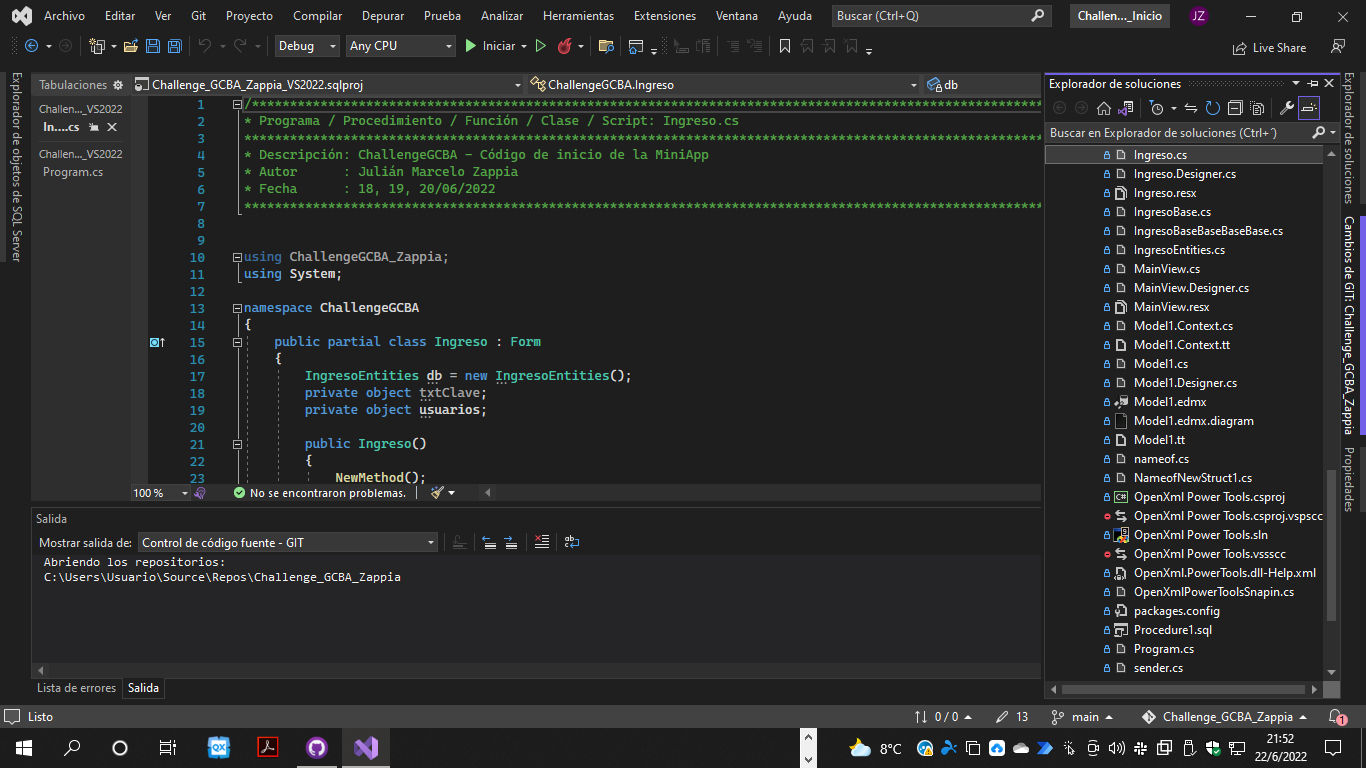 Archivo Editar Ver Git Proyecto Compilar Depurar Prueba Analizar Herramientas Extensiones Ventana Ayuda Buscar (Ctrl+Q) Challen..._Inicio JZ
Debug Any CPU Iniciar Live Share
Explorador de objetos de SQL Server
Tabulaciones
Challen..._VS2022
In....cs
Challen..._VS2022
Program.cs
Challenge_GCBA_Zappia_VS2022.sqlproj ChallengeGCBA.Ingreso db
1 /*********************************************************************************************************
2 * Programa / Procedimiento / Función / Clase / Script: Ingreso.cs
3 *********************************************************************************************************
4 * Descripción: ChallengeGCBA - Código de inicio de la MiniApp
5 * Autor : Julián Marcelo Zappia
6 * Fecha : 18, 19, 20/06/2022
7 *********************************************************************************************************
8
9
10 using ChallengeGCBA_Zappia;
11 using System;
12
13 namespace ChallengeGCBA
14 {
15 public partial class Ingreso : Form
16 {
17 IngresoEntities db = new IngresoEntities();
18 private object txtClave;
19 private object usuarios;
20
21 public Ingreso()
22 {
23 NewMethod();
100 % No se encontraron problemas.
Salida
Mostrar salida de: Control de código fuente - GIT
Abriendo los repositorios:
C:\Users\Usuario\Source\Repos\Challenge_GCBA_Zappia
Lista de errores Salida
Explorador de soluciones
Buscar en Explorador de soluciones (Ctrl+´)
Ingreso.cs
Ingreso.Designer.cs
Ingreso.resx
IngresoBase.cs
IngresoBaseBaseBaseBase.cs
IngresoEntities.cs
MainView.cs
MainView.Designer.cs
MainView.resx
Model1.Context.cs
Model1.Context.tt
Model1.cs
Model1.Designer.cs
Model1.edmx
Model1.edmx.diagram
Model1.tt
nameof.cs
NameofNewStruct1.cs
OpenXml Power Tools.csproj
OpenXml Power Tools.csproj.vspscc
OpenXml Power Tools.sln
OpenXml Power Tools.vssscc
OpenXml.PowerTools.dll-Help.xml
OpenXmlPowerToolsSnapin.cs
packages.config
Procedure1.sql
Program.cs
sender.cs
Explorador de soluciones
Cambios de GIT: Challenge_GCBA_Zappia
Propiedades
Listo 0 / 0 13 main Challenge_GCBA_Zappia 1
QX 8°C 21:52
22/6/2022